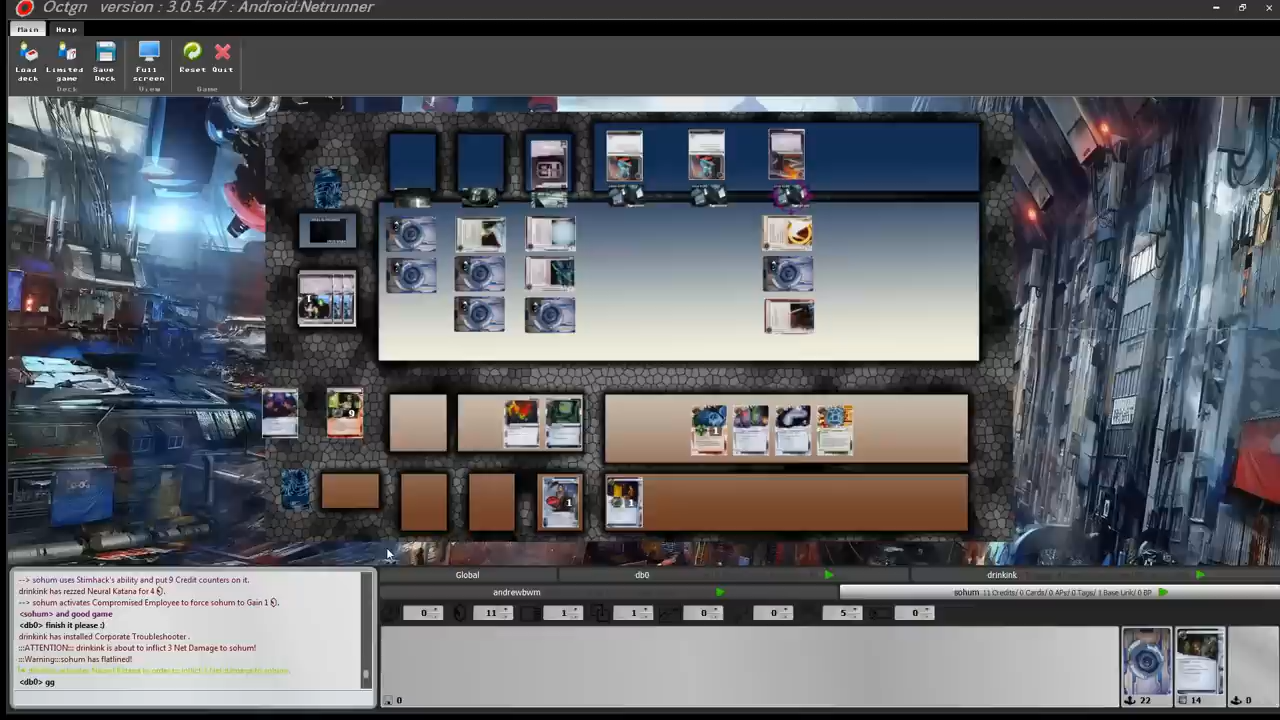 Octgn version : 3.0.5.47 : Android:Netrunner
Main Help
Load deck
Limited game
Save Deck
Full screen
Reset
Quit
Deck
View
Game
9
1
1
1
--> sohum uses Stimhack's ability and put 9 Credit counters on it.
drinkink has rezzed Neural Katana for 4
--> sohum activates Compromised Employee to force sohum to Gain 1
<sohum> and good game
<db0> finish it please :)
drinkink has installed Corporate Troubleshooter .
:::ATTENTION::: drinkink is about to inflict 3 Net Damage to sohum!
:::Warning:::sohum has flatlined!
<db0> gg
Global
db0
drinkink
andrewbwm
sohum 11 Credits/ 0 Cards/ 0 APs/ 0 Tags/ 1 Base Link/ 0 BP
0 11 1 1 0 0 5 0
0
22
14
0